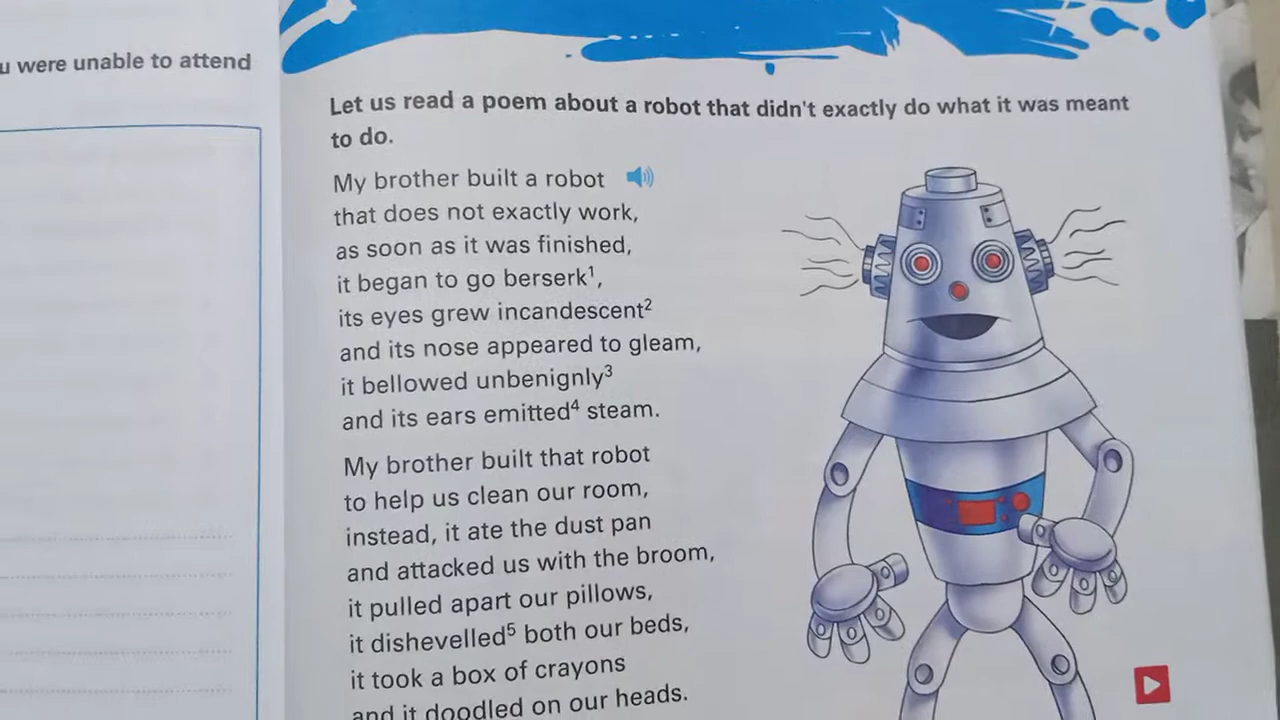 u were unable to attend
Let us read a poem about a robot that didn't exactly do what it was meant
to do.
My brother built a robot
that does not exactly work,
as soon as it was finished,
it began to go berserk¹,
its eyes grew incandescent²
and its nose appeared to gleam,
it bellowed unbenignly³
and its ears emitted⁴ steam.
My brother built that robot
to help us clean our room,
instead, it ate the dust pan
and attacked us with the broom,
it pulled apart our pillows,
it dishevelled⁵ both our beds,
it took a box of crayons
and it doodled on our heads.